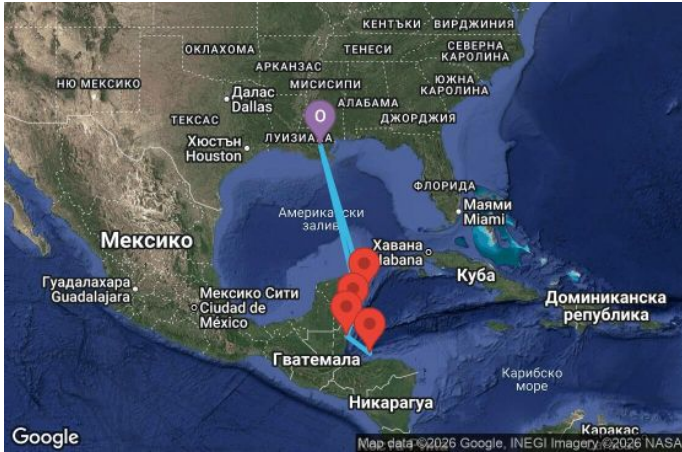 КЕНТЪКИ
ВИРДЖИНИЯ
ОКЛАХОМА
ТЕНЕСИ
СЕВЕРНА
КАРОЛИНА
АРКАНЗАС
НЮ МЕКСИКО
МИСИСИПИ
ЮЖНА
КАРОЛИНА
Далас
Dallas
АЛАБАМА
О
ДЖОРДЖИЯ
ТЕКСАС
ЛУИЗИАНА
Хюстън
Houston
ФЛОРИДА
Маями
Miami
Американски
залив
Мексико
Хавана
Habana
Куба
Гуадалахара
Guadalajara
Мексико Сити
Ciudad de
México
Доминиканска
република
Гватемала
Карибско
море
Никарагуа
Каракас
Google
Map data ©2026 Google, INEGI Imagery ©2026 NASA